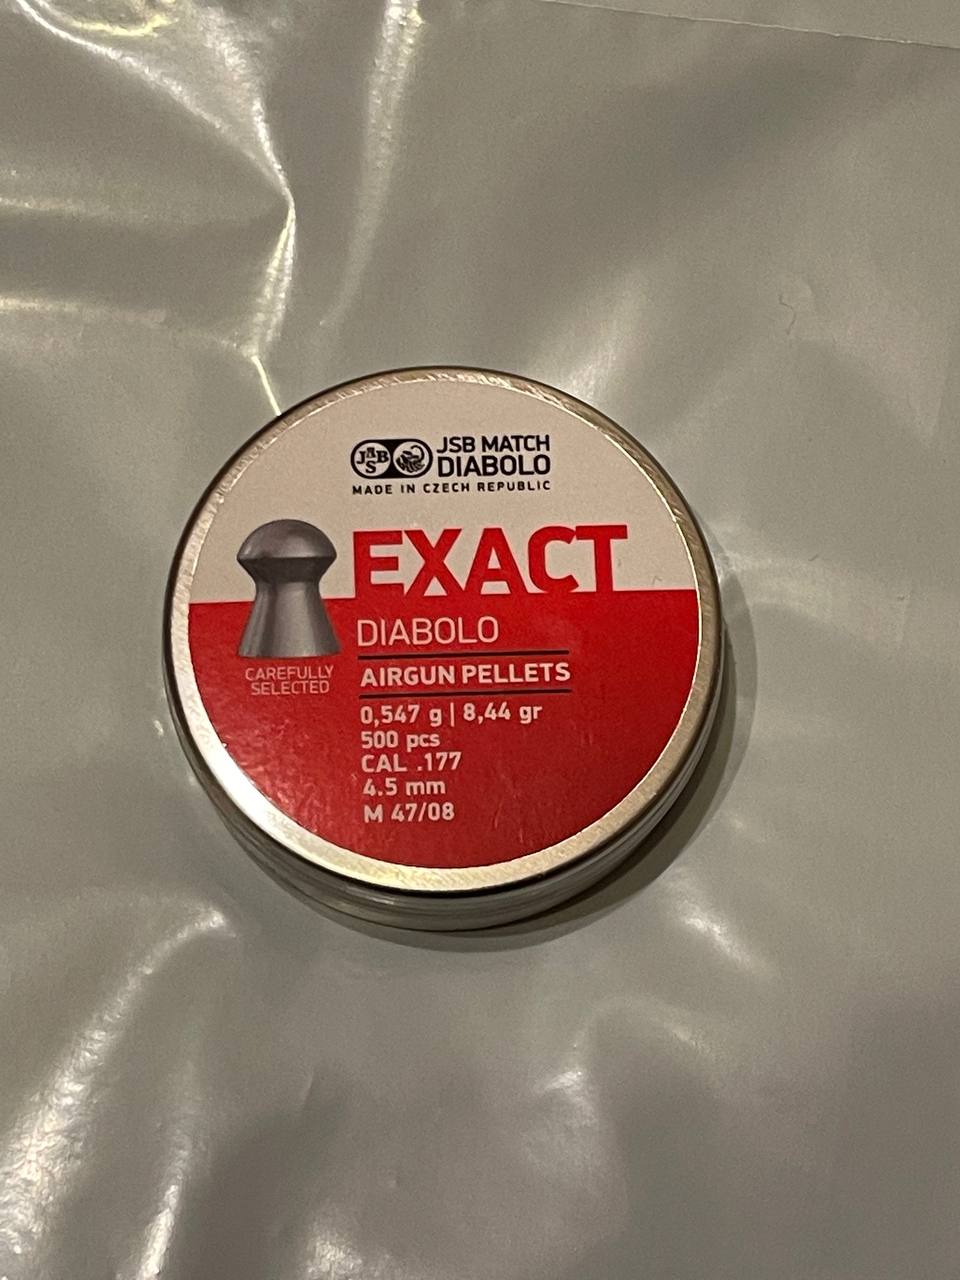 JSB
JSB MATCH
DIABOLO
MADE IN CZECH REPUBLIC
EXACT
DIABOLO
CAREFULLY
SELECTED
AIRGUN PELLETS
0,547 g | 8,44 gr
500 pcs
CAL .177
4.5 mm
M 47/08